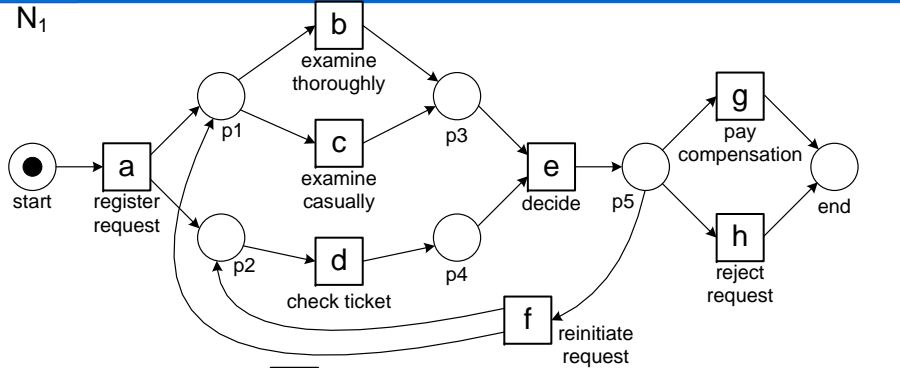 N1
b
examine
thoroughly
p1
c
examine
casually
p3
g
pay
compensation
start
a
register
request
e
decide
p5
end
p2
d
check ticket
p4
h
reject
request
f
reinitiate
request